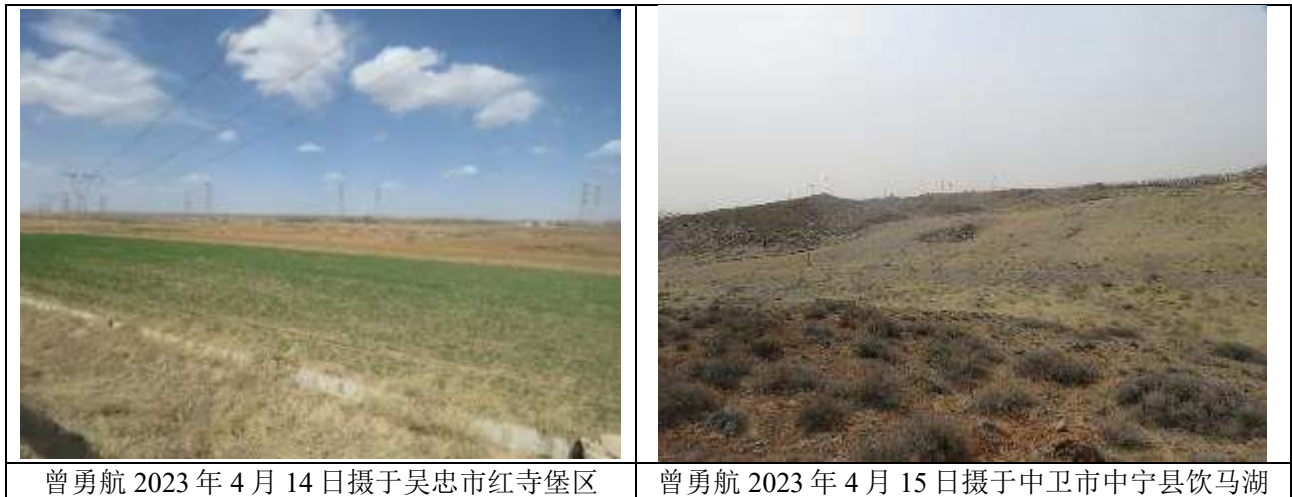 曾勇航 2023 年 4 月 14 日摄于吴忠市红寺堡区
曾勇航 2023 年 4 月 15 日摄于中卫市中宁县饮马湖